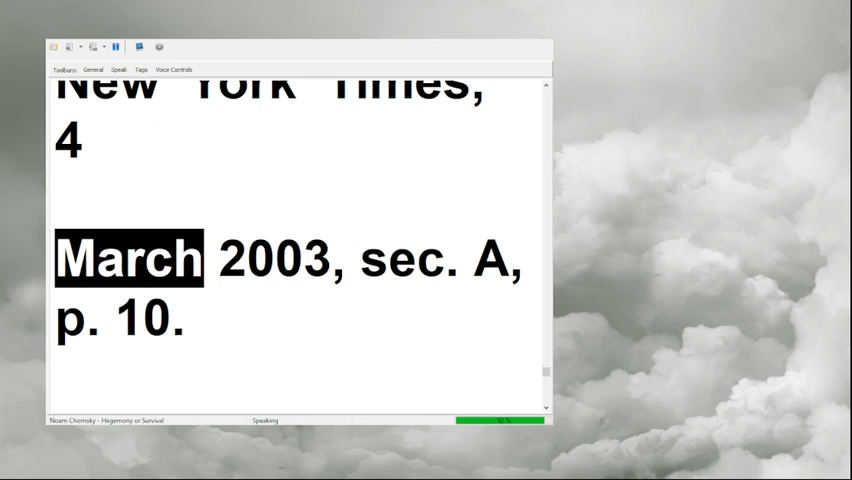 Toolbars: General Speak Tags Voice Controls
New York Times,
4
March 2003, sec. A,
p. 10.
Noam Chomsky - Hegemony or Survival Speaking 92 %